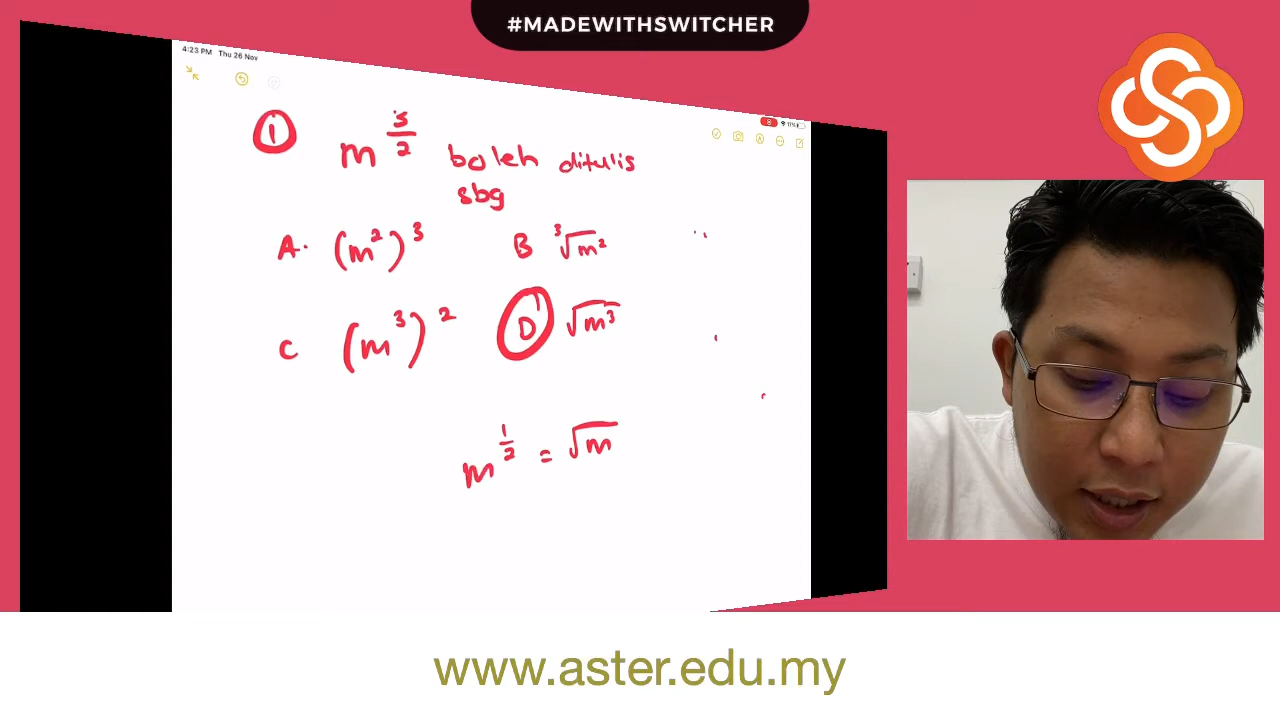 #MADEWITHSWITCHER
4:23 PM Thu 26 Nov
17%
① m^(3/2) boleh ditulis
sbg
A. (m²)³ B ³√m²
C (m³)² D √m³
m^(1/2) = √m
www.aster.edu.my